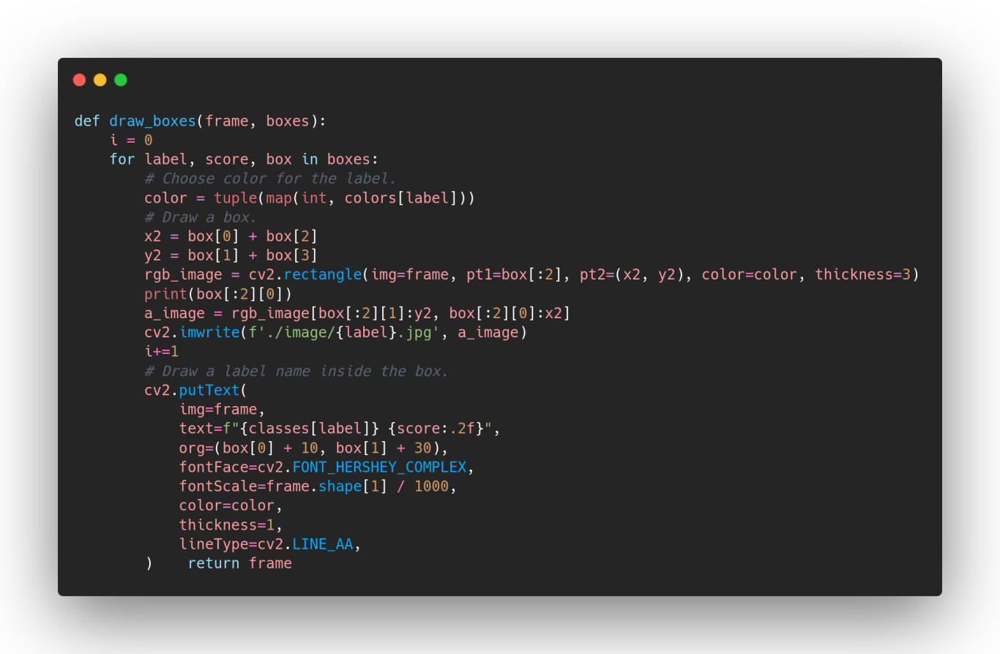 def draw_boxes(frame, boxes):
    i = 0
    for label, score, box in boxes:
        # Choose color for the label.
        color = tuple(map(int, colors[label]))
        # Draw a box.
        x2 = box[0] + box[2]
        y2 = box[1] + box[3]
        rgb_image = cv2.rectangle(img=frame, pt1=box[:2], pt2=(x2, y2), color=color, thickness=3)
        print(box[:2][0])
        a_image = rgb_image[box[:2][1]:y2, box[:2][0]:x2]
        cv2.imwrite(f'./image/{label}.jpg', a_image)
        i+=1
        # Draw a label name inside the box.
        cv2.putText(
            img=frame,
            text=f"{classes[label]} {score:.2f}",
            org=(box[0] + 10, box[1] + 30),
            fontFace=cv2.FONT_HERSHEY_COMPLEX,
            fontScale=frame.shape[1] / 1000,
            color=color,
            thickness=1,
            lineType=cv2.LINE_AA,
        )    return frame